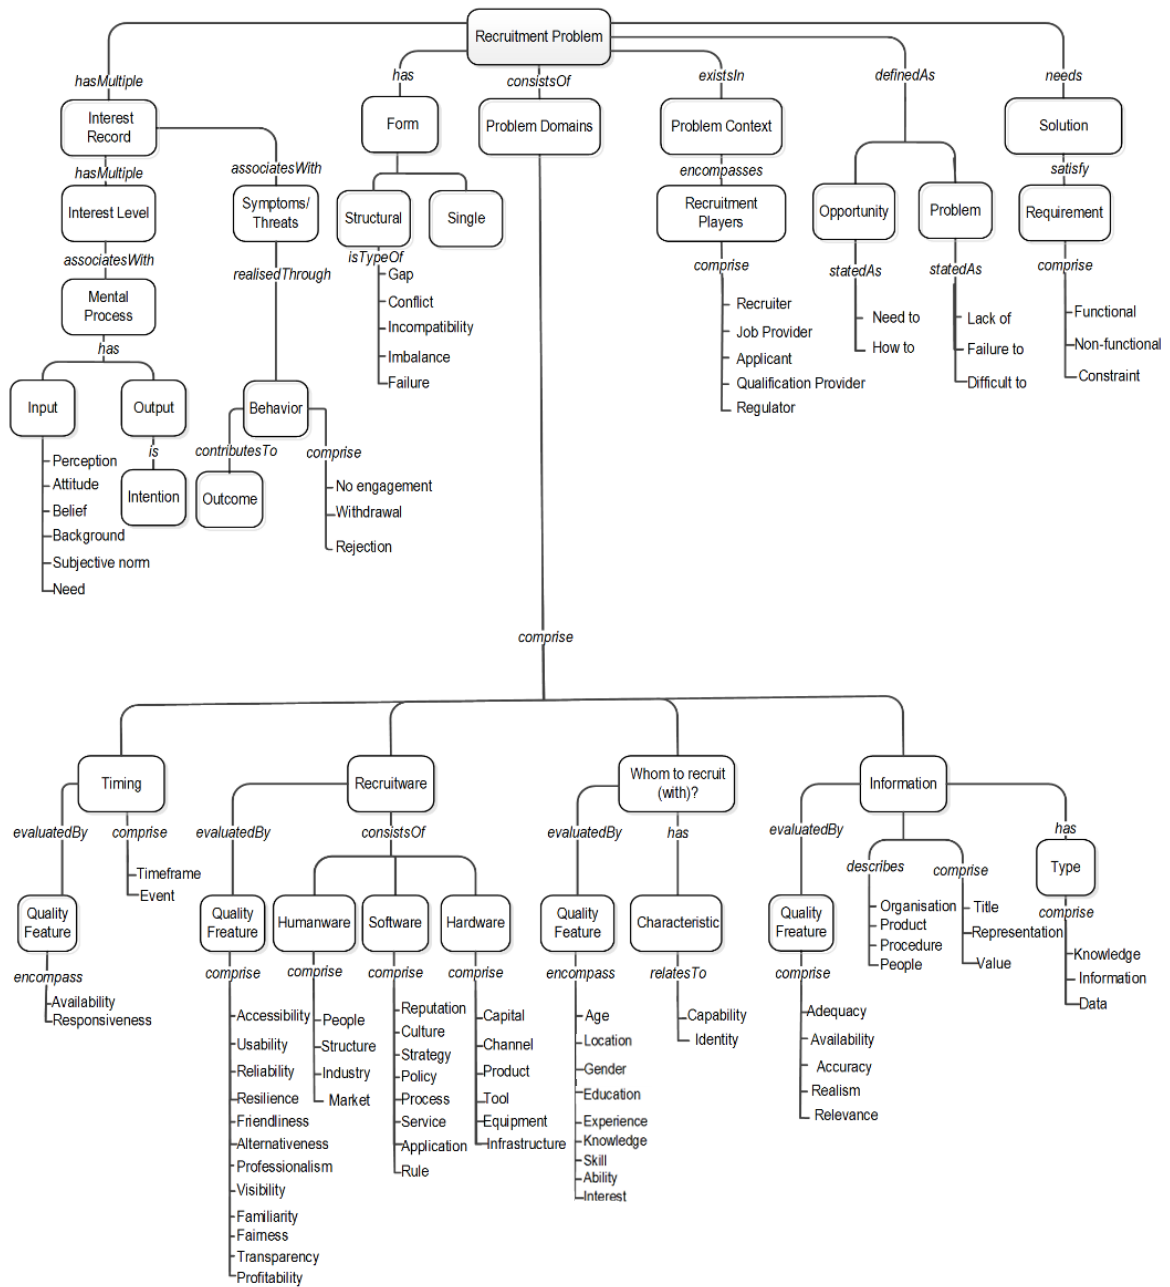 Recruitment Problem
hasMultiple
has
consistsOf
existsIn
definedAs
needs
Interest
Record
Form
Problem Domains
Problem Context
Solution
hasMultiple
associatesWith
encompasses
satisfy
Interest Level
Symptoms/
Threats
Structural
Single
Recruitment
Players
Opportunity
Problem
Requirement
associatesWith
realisedThrough
isTypeOf
comprise
statedAs
statedAs
comprise
Mental
Process
Gap
Conflict
Incompatibility
Imbalance
Failure
Recruiter
Job Provider
Applicant
Qualification Provider
Regulator
Need to
How to
Lack of
Failure to
Difficult to
Functional
Non-functional
Constraint
has
Input
Output
Behavior
is
contributesTo
comprise
Perception
Attitude
Belief
Background
Subjective norm
Need
Intention
Outcome
No engagement
Withdrawal
Rejection
comprise
Timing
Recruitware
Whom to recruit
(with)?
Information
evaluatedBy
comprise
evaluatedBy
consistsOf
evaluatedBy
has
evaluatedBy
describes
comprise
has
Timeframe
Event
Type
Quality
Feature
Quality
Freature
Humanware
Software
Hardware
Quality
Feature
Characteristic
Quality
Freature
Organisation
Product
Procedure
People
Title
Representation
Value
comprise
Knowledge
Information
Data
encompass
Availability
Responsiveness
comprise
Accessibility
Usability
Reliability
Resilience
Friendliness
Alternativeness
Professionalism
Visibility
Familiarity
Fairness
Transparency
Profitability
comprise
People
Structure
Industry
Market
comprise
Reputation
Culture
Strategy
Policy
Process
Service
Application
Rule
comprise
Capital
Channel
Product
Tool
Equipment
Infrastructure
encompass
Age
Location
Gender
Education
Experience
Knowledge
Skill
Ability
Interest
relatesTo
Capability
Identity
comprise
Adequacy
Availability
Accuracy
Realism
Relevance